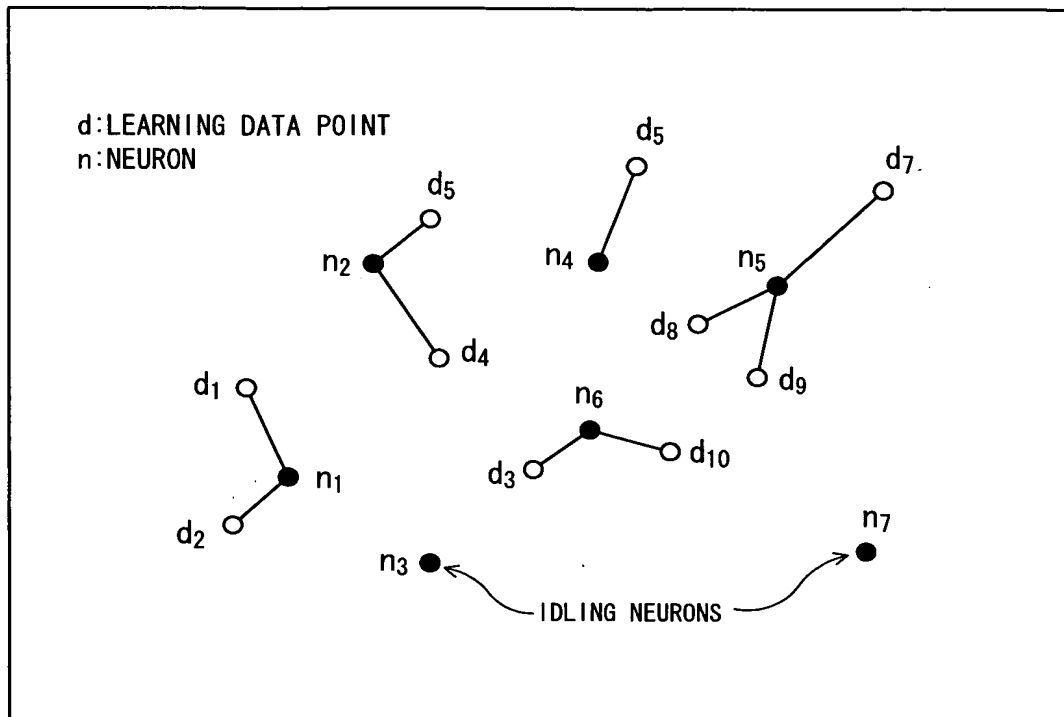 d:LEARNING DATA POINT
n:NEURON
d5
d7
d5
n2
n4
n5
d8
d4
d9
d1
n6
d10
d3
n1
d2
n7
n3
IDLING NEURONS